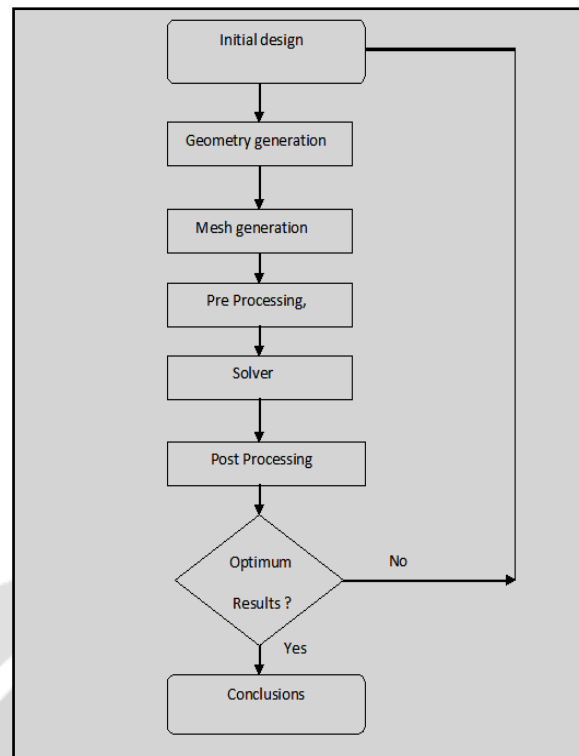 Initial design
Geometry generation
Mesh generation
Pre Processing,
Solver
Post Processing
Optimum
Results ?
No
Yes
Conclusions